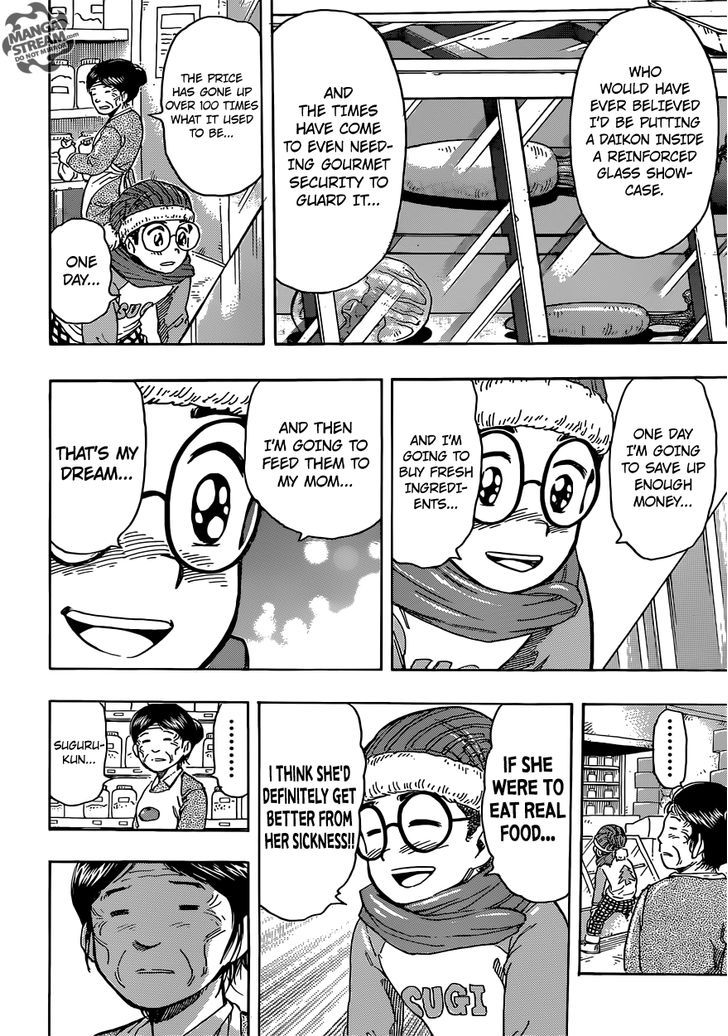 MANGA
STREAM
.com
DO NOT MIRROR
WHO
WOULD HAVE
EVER BELIEVED
I'D BE PUTTING
A DAIKON INSIDE
A REINFORCED
GLASS SHOW-
CASE.
AND
THE TIMES
HAVE COME
TO EVEN NEED-
ING GOURMET
SECURITY TO
GUARD IT...
THE PRICE
HAS GONE UP
OVER 100 TIMES
WHAT IT USED
TO BE...
ONE
DAY...
SUGI
ONE DAY
I'M GOING
TO SAVE UP
ENOUGH
MONEY...
AND I'M
GOING TO
BUY FRESH
INGREDI-
ENTS...
AND THEN
I'M GOING TO
FEED THEM TO
MY MOM...
THAT'S MY
DREAM...
IF SHE
WERE TO
EAT REAL
FOOD...
I THINK SHE'D
DEFINITELY GET
BETTER FROM
HER SICKNESS!!
SUGI
........
SUGURU-
KUN...